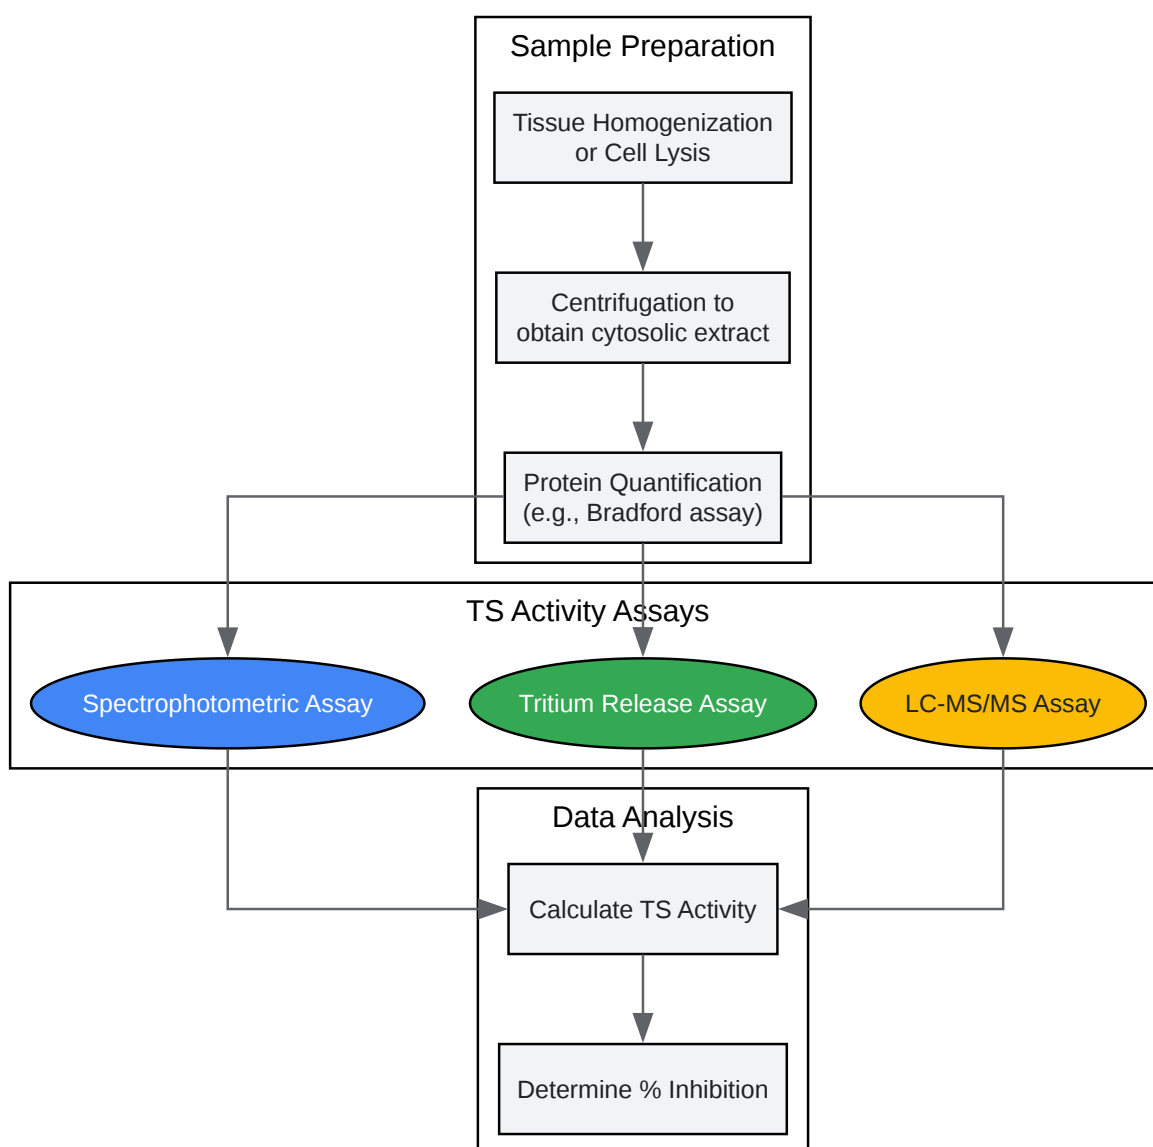 Sample Preparation
Tissue Homogenization
or Cell Lysis
Centrifugation to
obtain cytosolic extract
Protein Quantification
(e.g., Bradford assay)
TS Activity Assays
Spectrophotometric Assay
Tritium Release Assay
LC-MS/MS Assay
Data Analysis
Calculate TS Activity
Determine % Inhibition